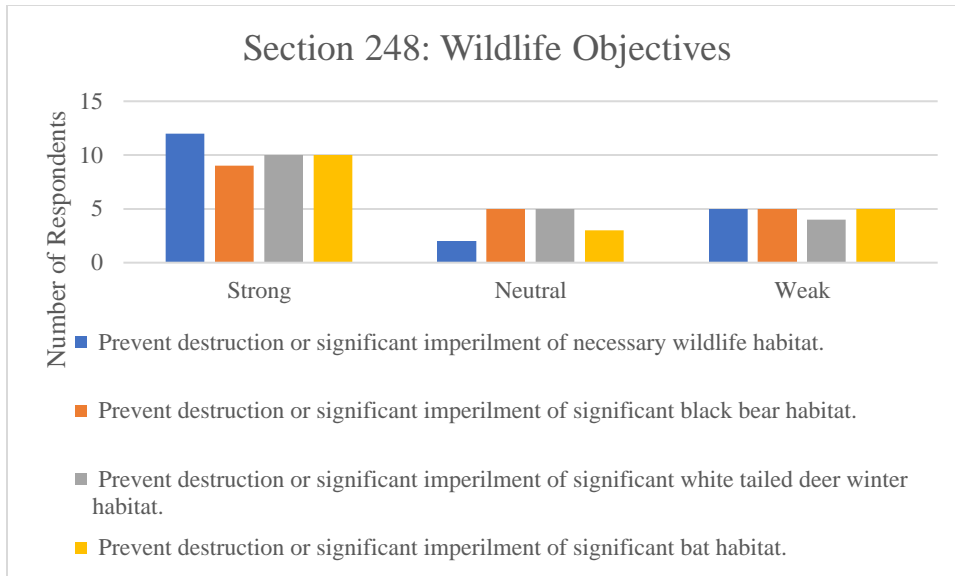 Section 248: Wildlife Objectives
Number of Respondents
15
10
5
0
Strong
Neutral
Weak
Prevent destruction or significant imperilment of necessary wildlife habitat.
Prevent destruction or significant imperilment of significant black bear habitat.
Prevent destruction or significant imperilment of significant white tailed deer winter
habitat.
Prevent destruction or significant imperilment of significant bat habitat.